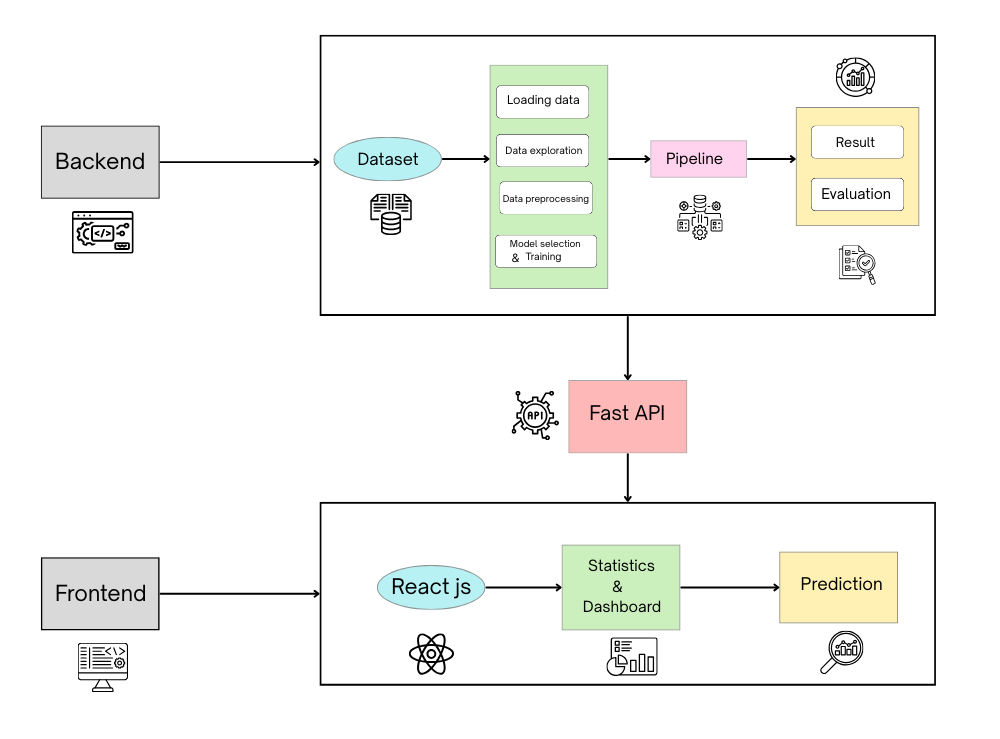 Backend
Dataset
Loading data
Data exploration
Data preprocessing
Model selection
& Training
Pipeline
Result
Evaluation
API
Fast API
Frontend
React js
Statistics
&
Dashboard
Prediction